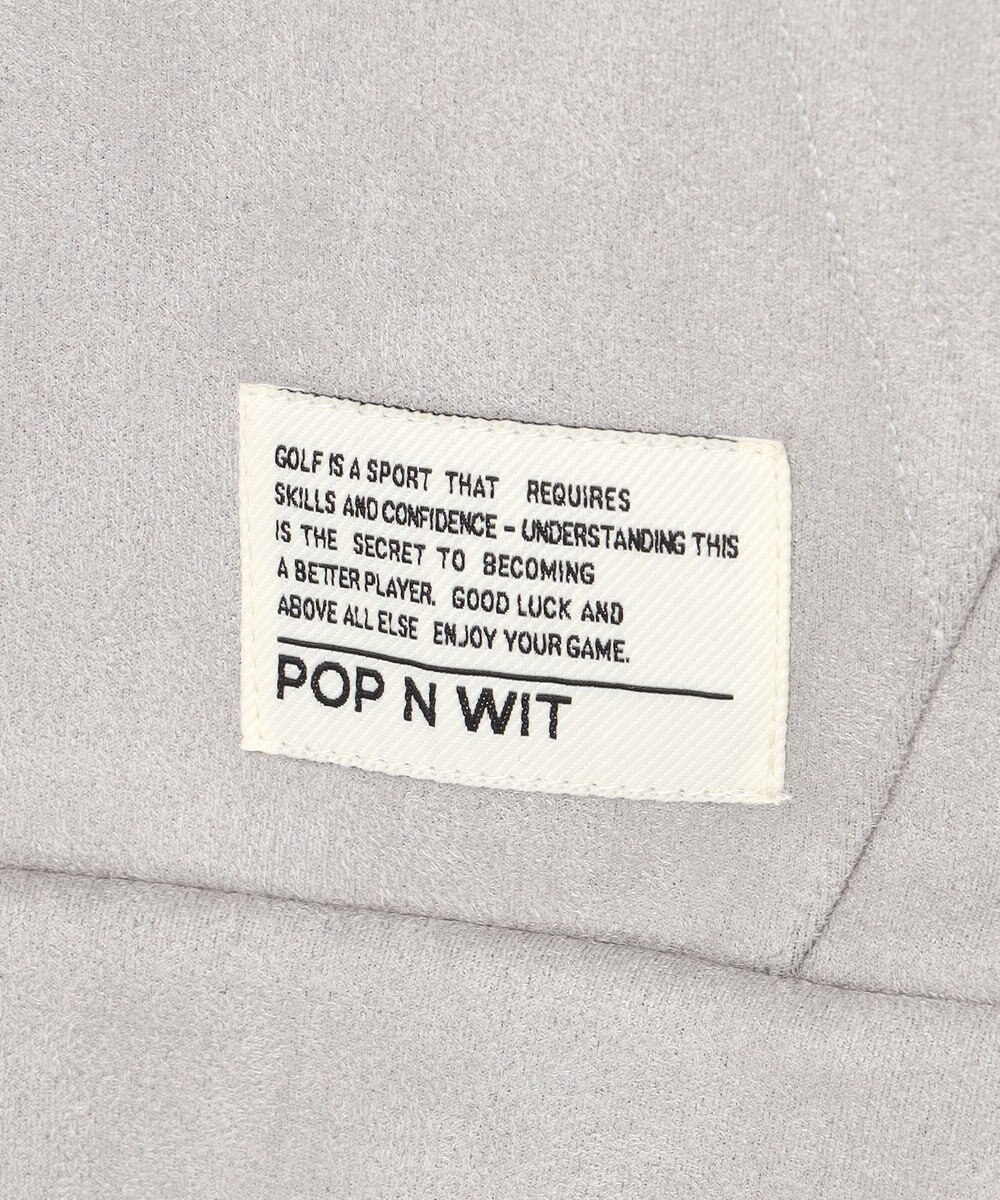 GOLF IS A SPORT THAT REQUIRES
SKILLS AND CONFIDENCE - UNDERSTANDING THIS
IS THE SECRET TO BECOMING
A BETTER PLAYER. GOOD LUCK AND
ABOVE ALL ELSE ENJOY YOUR GAME.
POP N WIT